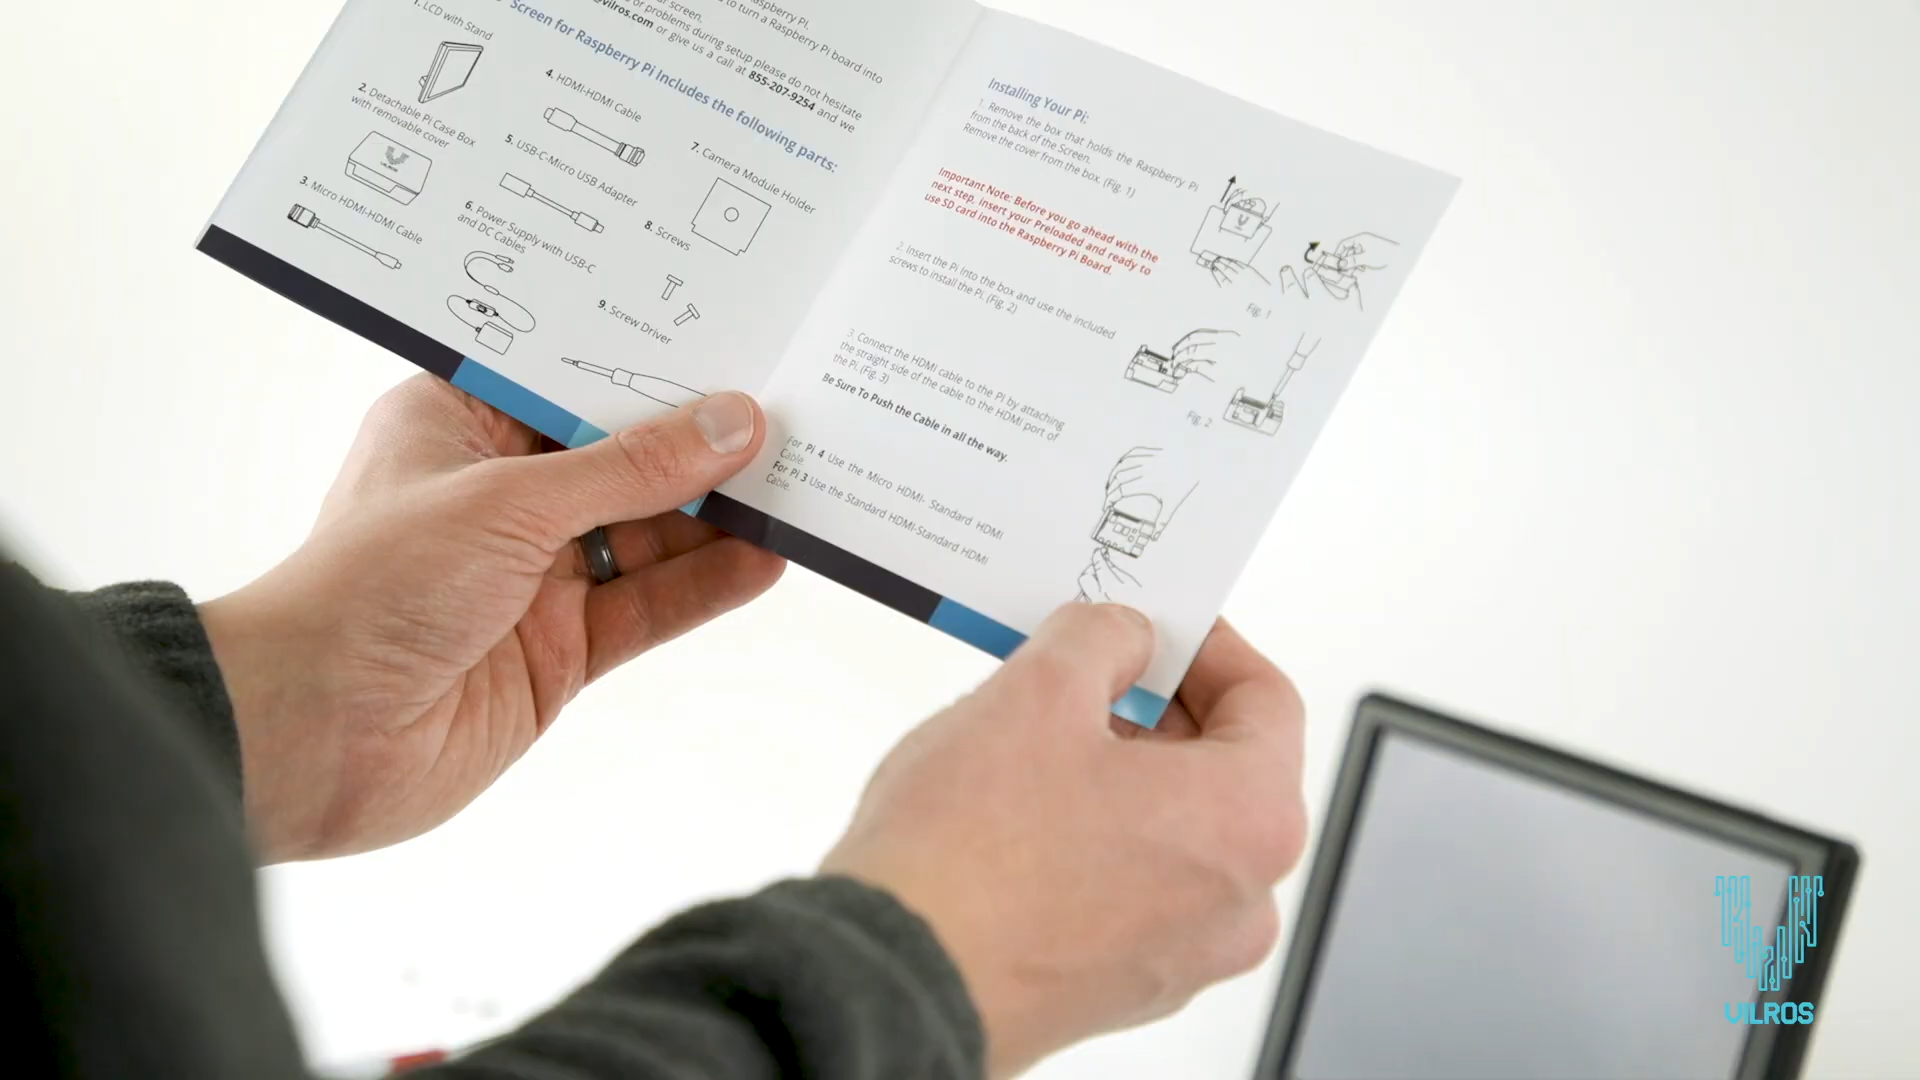 aspberry Pi.
to turn a Raspberry Pi board into
ur screen.
or problems during setup please do not hesitate
@vilros.com or give us a call at 855-207-9254 and we
Screen for Raspberry Pi Includes the following parts:
1. LCD with Stand
2. Detachable Pi Case Box
with removable cover
VILROS
3. Micro HDMI-HDMI Cable
4. HDMI-HDMI Cable
5. USB-C-Micro USB Adapter
6. Power Supply with USB-C
and DC Cables
7. Camera Module Holder
8. Screws
9. Screw Driver
Installing Your Pi:
1. Remove the box that holds the Raspberry Pi
from the back of the Screen.
Remove the cover from the box. (Fig. 1)
Important Note: Before you go ahead with the
next step, insert your Preloaded and ready to
use SD card into the Raspberry Pi Board.
Fig. 1
2. Insert the Pi into the box and use the included
screws to install the Pi. (Fig. 2)
Fig. 2
3. Connect the HDMI cable to the Pi by attaching
the straight side of the cable to the HDMI port of
the Pi. (Fig. 3)
Be Sure To Push the Cable in all the way.
For Pi 4 Use the Micro HDMI- Standard HDMI
Cable.
For Pi 3 Use the Standard HDMI-Standard HDMI
Cable.
VILROS